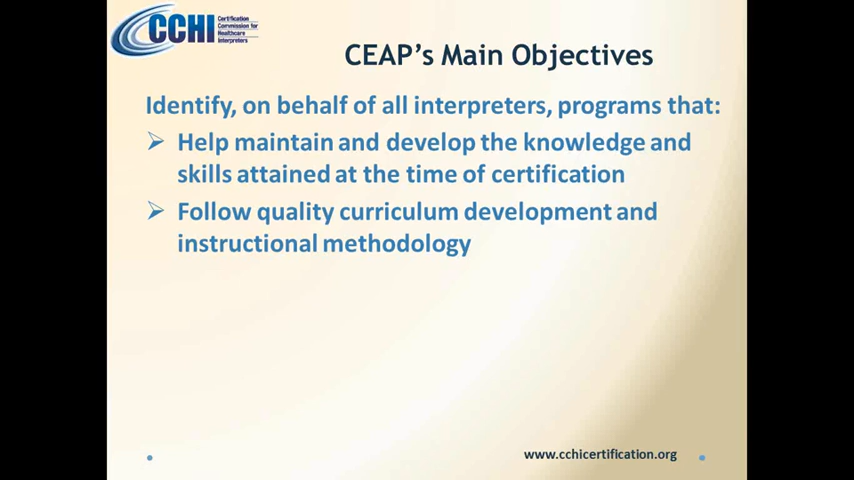 CCHI
Certification
Commission for
Healthcare
Interpreters
CEAP's Main Objectives
Identify, on behalf of all interpreters, programs that:
Help maintain and develop the knowledge and
skills attained at the time of certification
Follow quality curriculum development and
instructional methodology
www.cchicertification.org